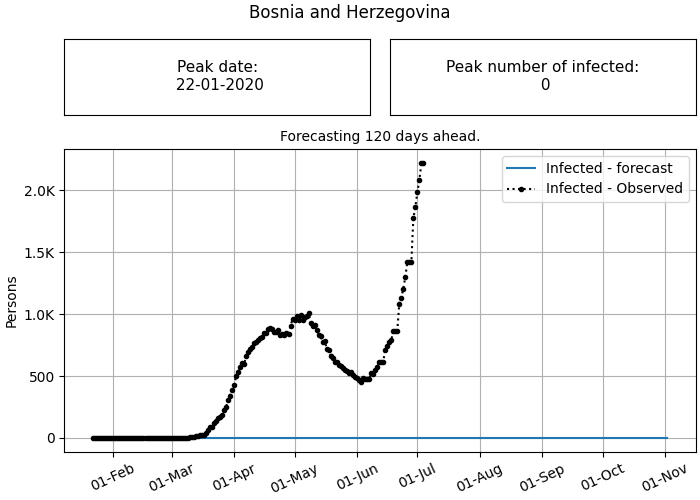 Bosnia and Herzegovina
Peak date:
22-01-2020
Peak number of infected:
0
Forecasting 120 days ahead.
Infected - forecast
Infected - Observed
Persons
2.0K
1.5K
1.0K
500
0
01-Feb
01-Mar
01-Apr
01-May
01-Jun
01-Jul
01-Aug
01-Sep
01-Oct
01-Nov